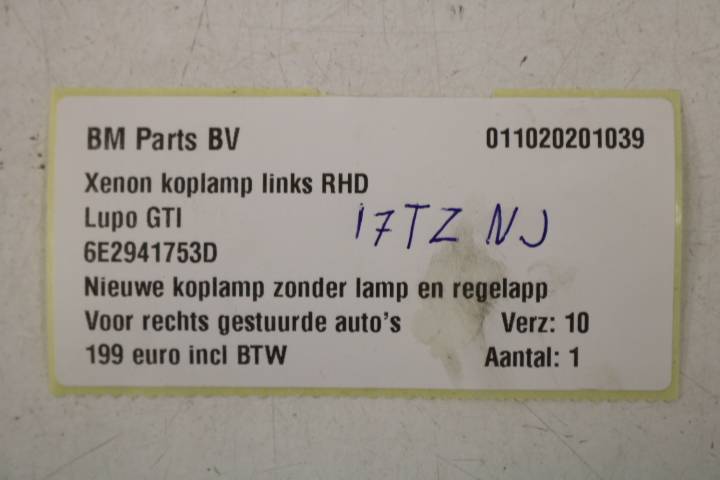 BM Parts BV 011020201039
Xenon koplamp links RHD
Lupo GTI 17TZ NJ
6E2941753D
Nieuwe koplamp zonder lamp en regelapp
Voor rechts gestuurde auto's Verz: 10
199 euro incl BTW Aantal: 1